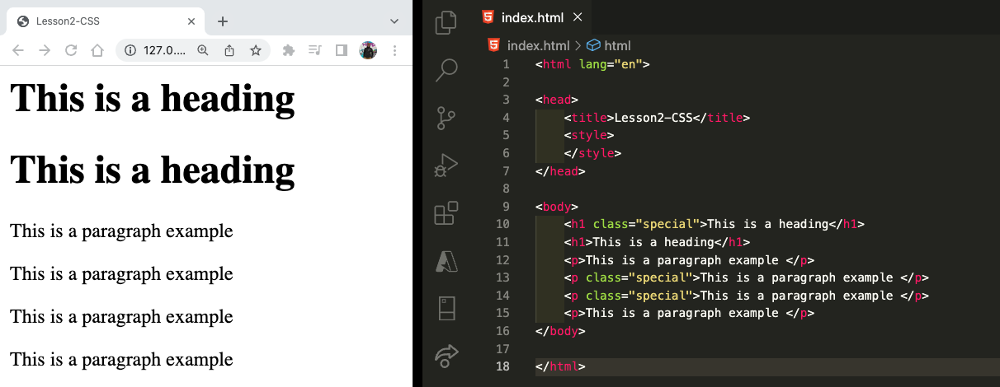 Lesson2-CSS
127.0....
This is a heading
This is a heading
This is a paragraph example
This is a paragraph example
This is a paragraph example
This is a paragraph example
index.html
index.html > html
1 <html lang="en">
2
3 <head>
4     <title>Lesson2-CSS</title>
5     <style>
6     </style>
7 </head>
8
9 <body>
10     <h1 class="special">This is a heading</h1>
11     <h1>This is a heading</h1>
12     <p>This is a paragraph example </p>
13     <p class="special">This is a paragraph example </p>
14     <p class="special">This is a paragraph example </p>
15     <p>This is a paragraph example </p>
16 </body>
17
18 </html>